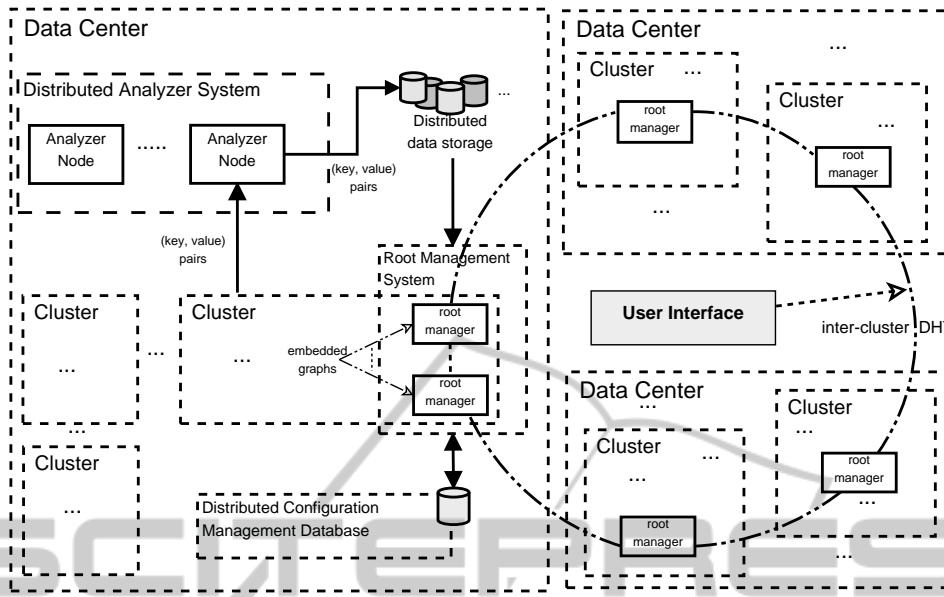 Data Center
Distributed Analyzer System
Analyzer
Node
.....
Analyzer
Node
...
Distributed
data storage
(key, value)
pairs
(key, value)
pairs
Root Management
System
Cluster
...
...
Cluster
...
embedded
graphs
root
manager
root
manager
...
Cluster
...
Distributed Configuration
Management Database
Data Center
...
Cluster
...
root
manager
...
Cluster
...
root
manager
...
User Interface
inter-cluster DHT
Data Center
...
Cluster
...
...
root
manager
Cluster
...
...
root
manager
...
...
SCITEPRESS